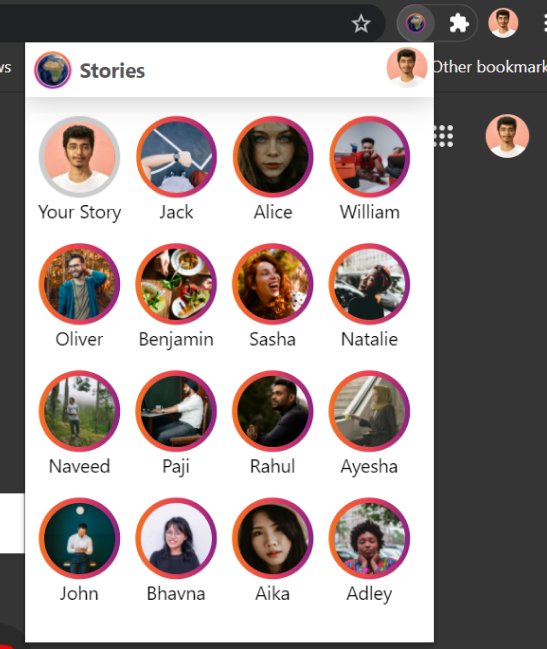 ws
Stories
Other bookmark
Your Story
Jack
Alice
William
Oliver
Benjamin
Sasha
Natalie
Naveed
Paji
Rahul
Ayesha
John
Bhavna
Aika
Adley